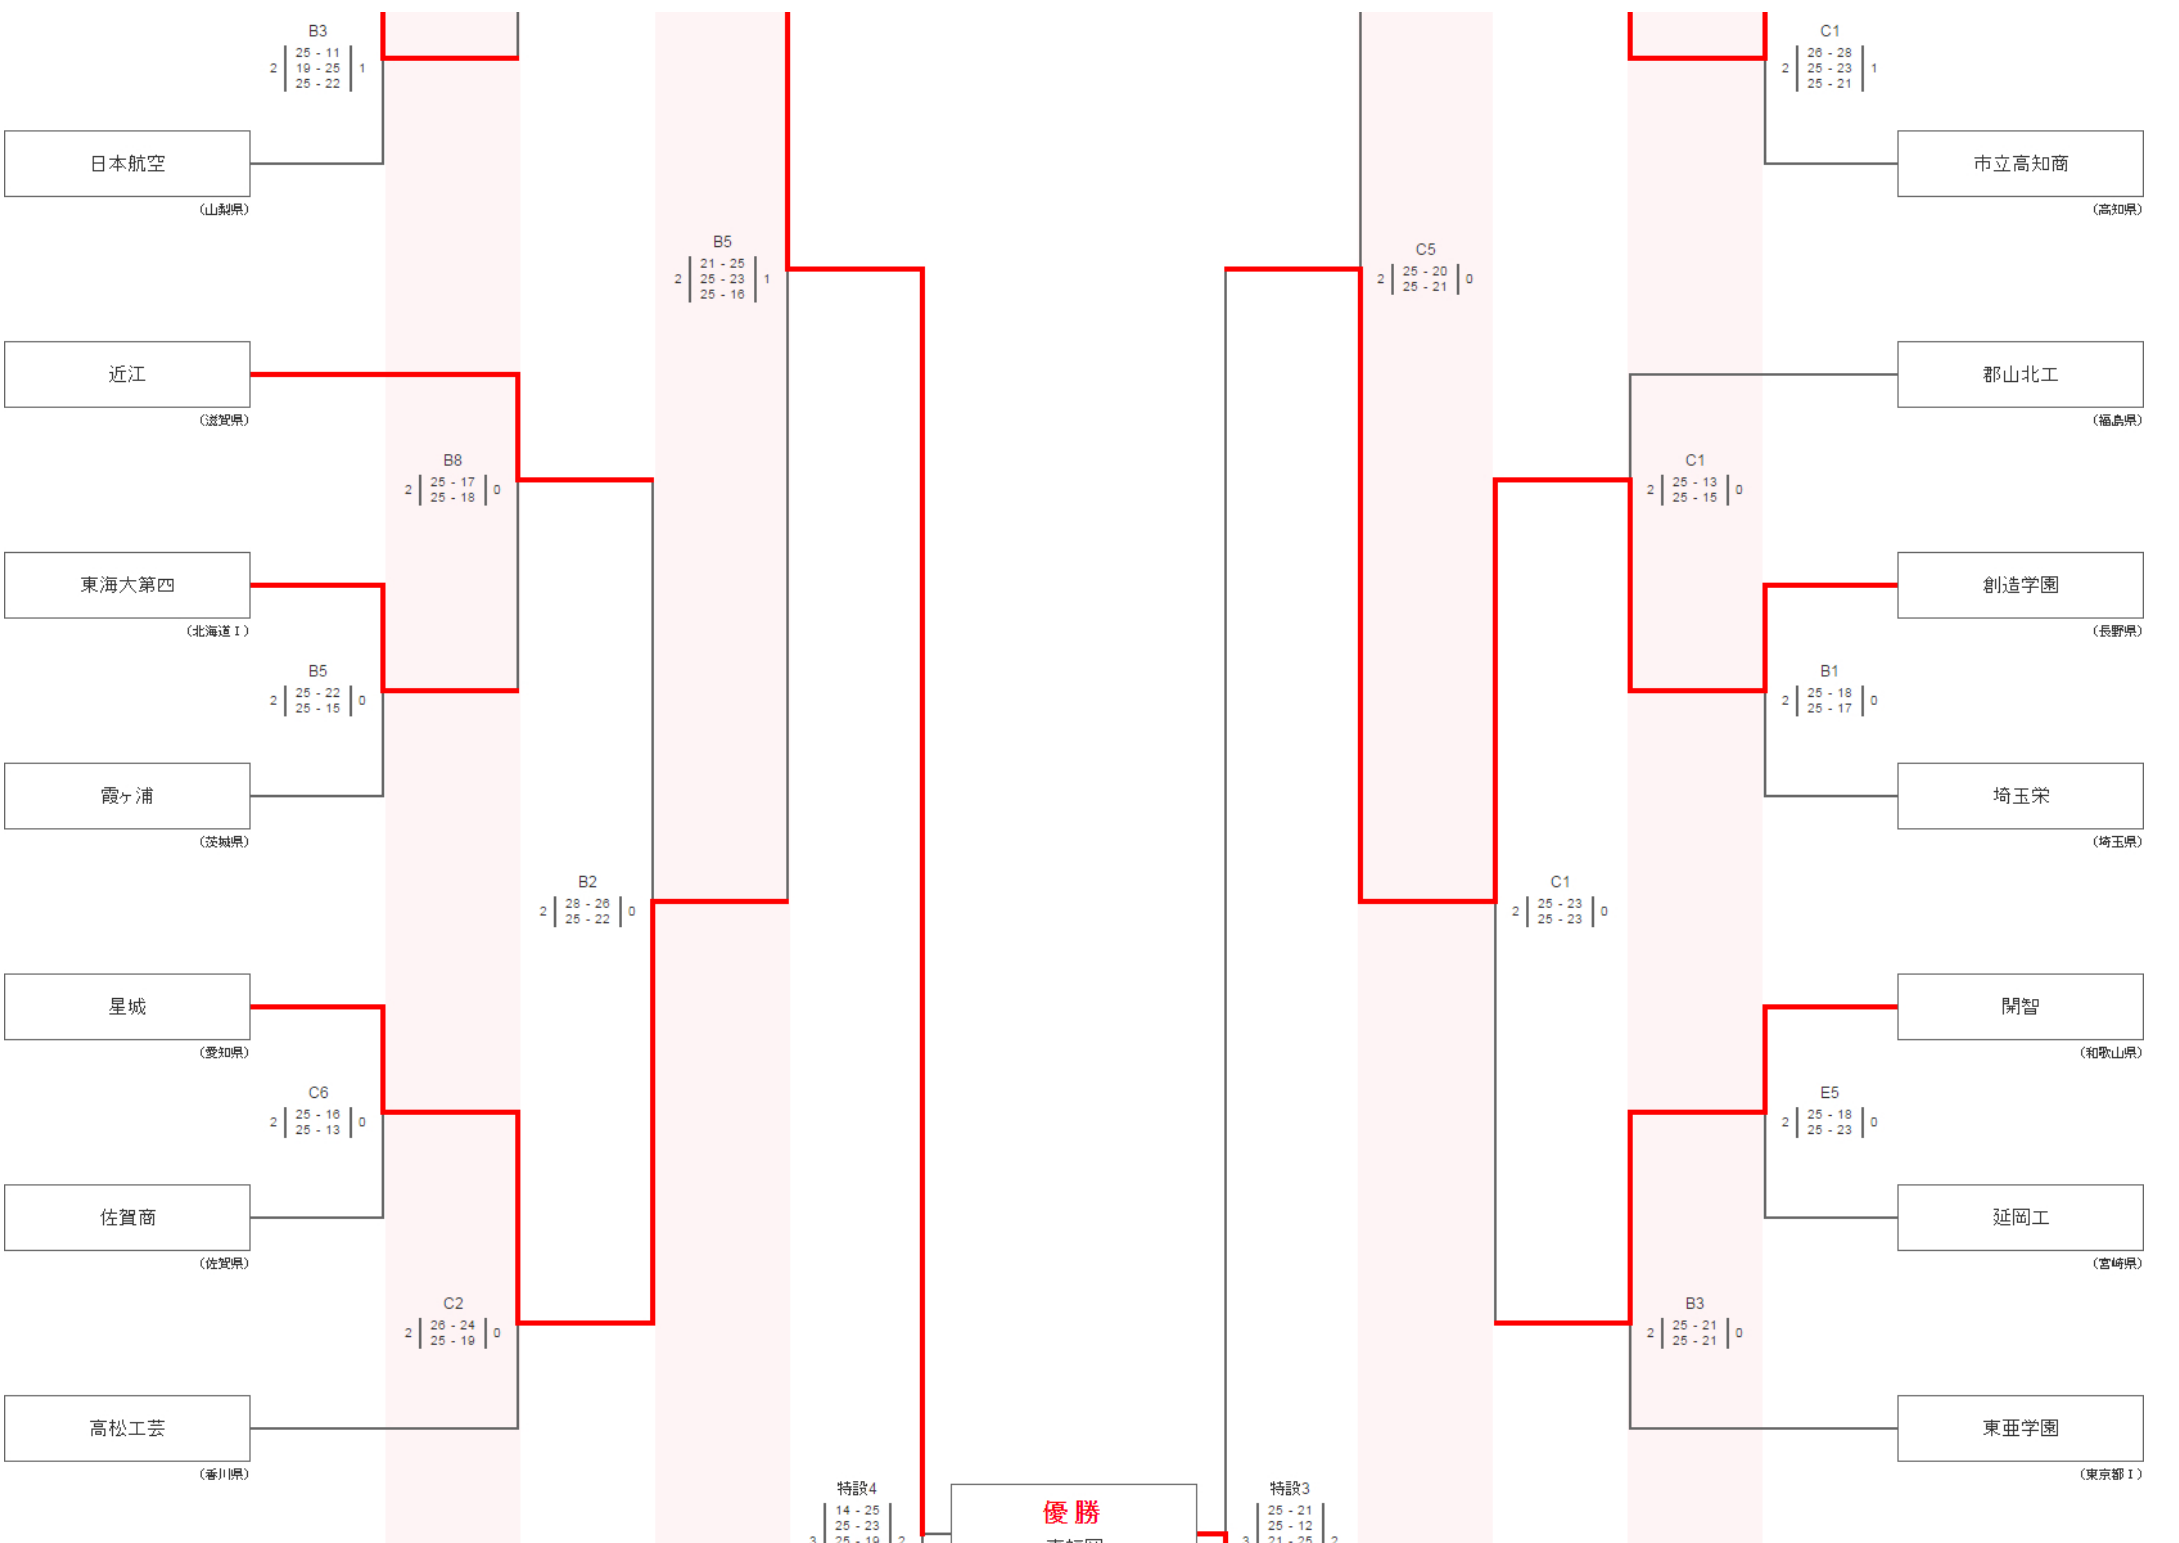 B3
25 - 11
2 19 - 25 1
25 - 22
C1
26 - 28
2 25 - 23 1
25 - 21
日本航空
(山梨県)
市立高知商
(高知県)
B5
21 - 25
2 25 - 23 1
25 - 16
C5
2 25 - 20 0
25 - 21
近江
(滋賀県)
郡山北工
(福島県)
B8
2 25 - 17 0
25 - 18
C1
2 25 - 13 0
25 - 15
東海大第四
(北海道Ⅰ)
創造学園
(長野県)
B5
2 25 - 22 0
25 - 15
B1
2 25 - 18 0
25 - 17
霞ヶ浦
(茨城県)
埼玉栄
(埼玉県)
B2
2 28 - 26 0
25 - 22
C1
2 25 - 23 0
25 - 23
星城
(愛知県)
開智
(和歌山県)
C6
2 25 - 16 0
25 - 13
E5
2 25 - 18 0
25 - 23
佐賀商
(佐賀県)
延岡工
(宮崎県)
C2
2 26 - 24 0
25 - 19
B3
2 25 - 21 0
25 - 21
高松工芸
(香川県)
東亜学園
(東京都Ⅰ)
特設4
14 - 25
25 - 23
3 25 - 19 2
優勝
特設3
25 - 21
25 - 12
3 21 - 25 2